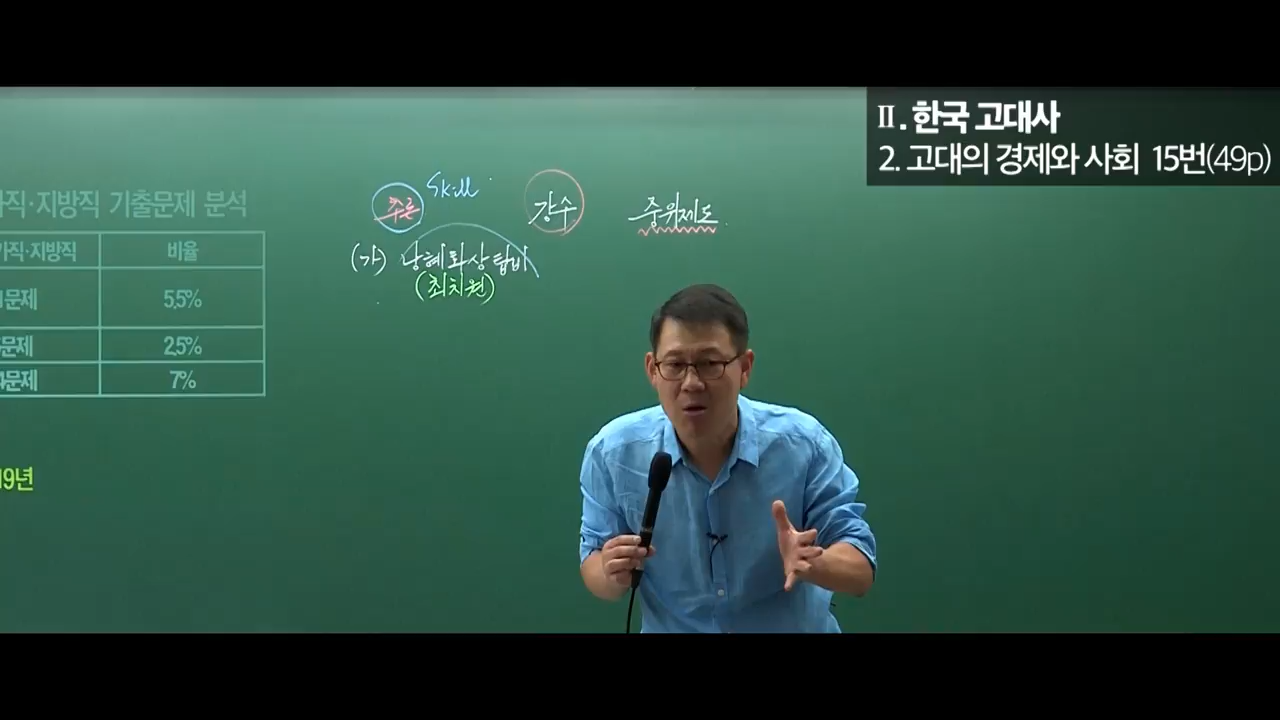 Ⅱ. 한국 고대사
2. 고대의 경제와 사회 15번(49p)
직·지방직 기출문제 분석
직·지방직 비율
문제 5.5%
문제 2.5%
4문제 7%
19년
추론 Skill
강수 중위제도
(가) 낭혜화상탑비
(최치원)